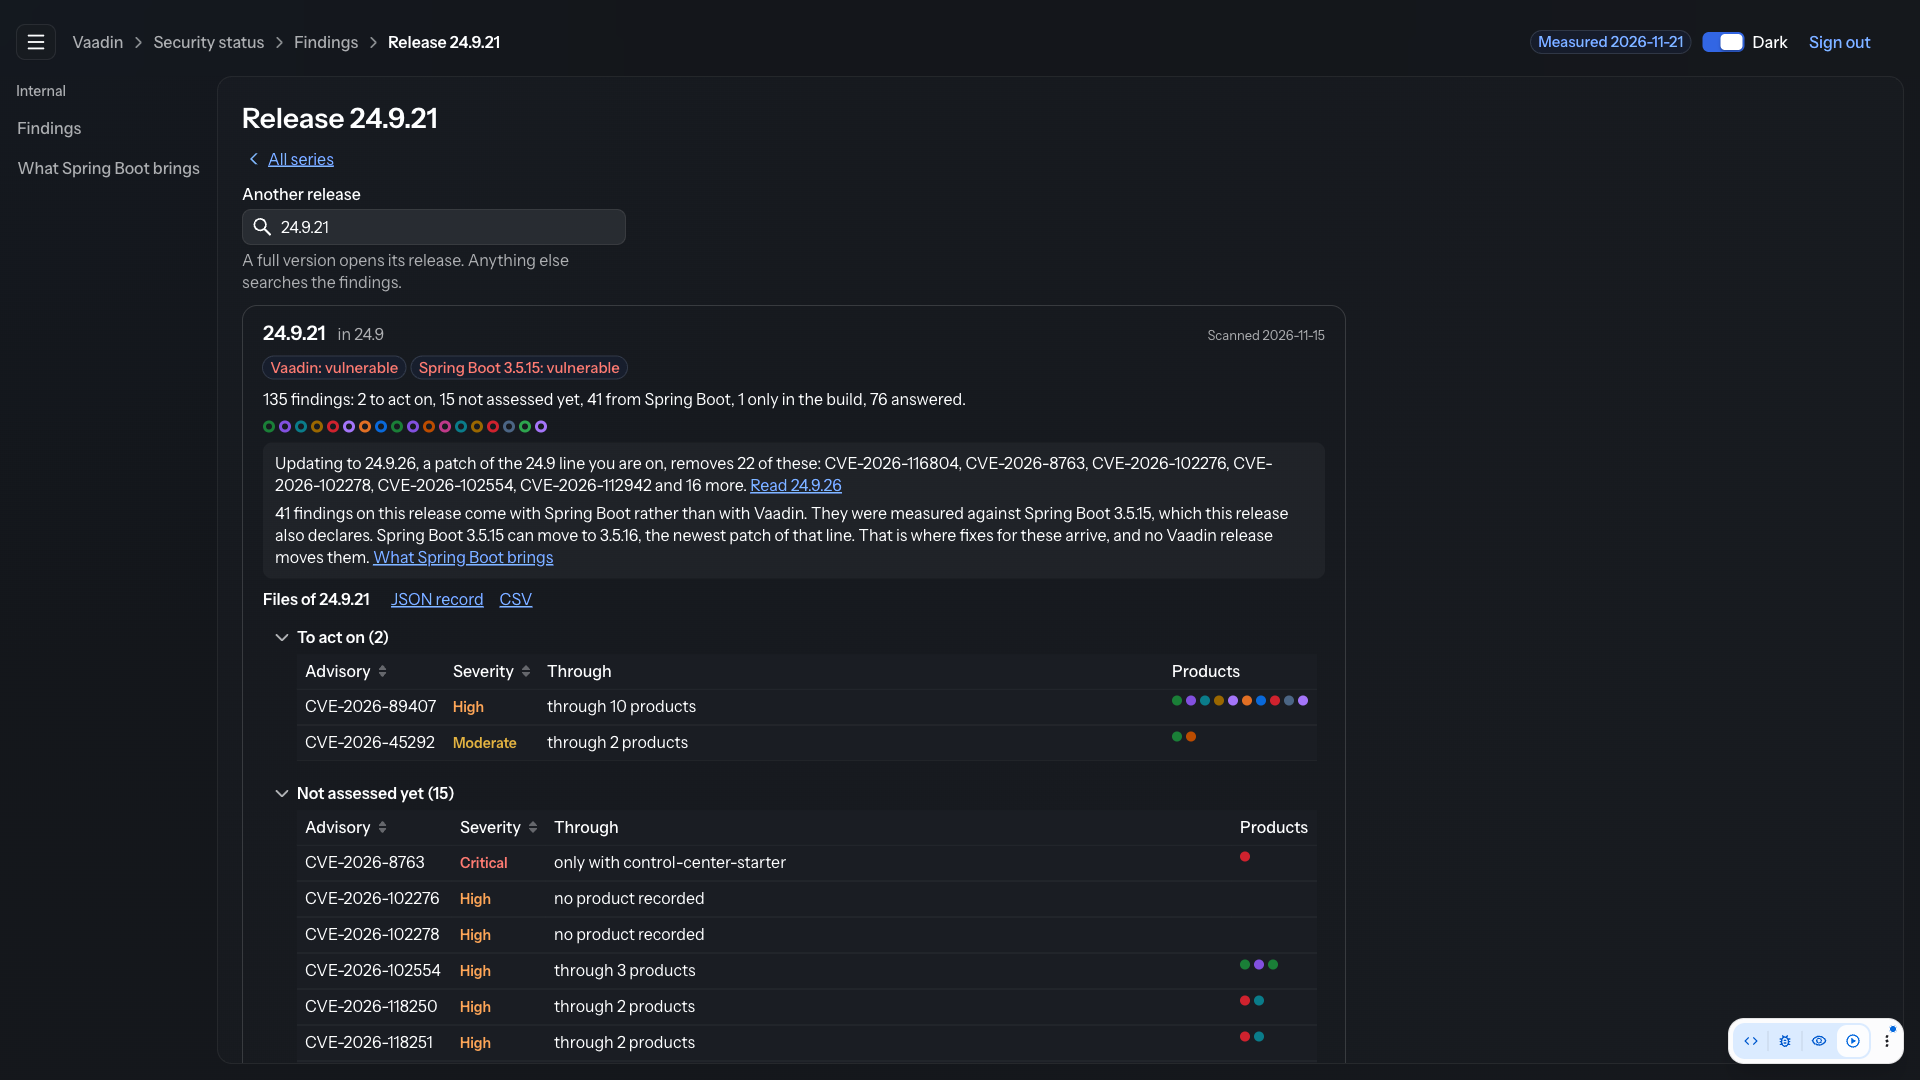 Vaadin > Security status > Findings > Release 24.9.21
Measured 2026-11-21
Dark
Sign out
Internal
Findings
What Spring Boot brings
Release 24.9.21
All series
Another release
24.9.21
A full version opens its release. Anything else
searches the findings.
24.9.21 in 24.9
Scanned 2026-11-15
Vaadin: vulnerable
Spring Boot 3.5.15: vulnerable
135 findings: 2 to act on, 15 not assessed yet, 41 from Spring Boot, 1 only in the build, 76 answered.
Updating to 24.9.26, a patch of the 24.9 line you are on, removes 22 of these: CVE-2026-116804, CVE-2026-8763, CVE-2026-102276, CVE-
2026-102278, CVE-2026-102554, CVE-2026-112942 and 16 more. Read 24.9.26
41 findings on this release come with Spring Boot rather than with Vaadin. They were measured against Spring Boot 3.5.15, which this release
also declares. Spring Boot 3.5.15 can move to 3.5.16, the newest patch of that line. That is where fixes for these arrive, and no Vaadin release
moves them. What Spring Boot brings
Files of 24.9.21 JSON record CSV
To act on (2)
Advisory Severity Through Products
CVE-2026-89407 High through 10 products
CVE-2026-45292 Moderate through 2 products
Not assessed yet (15)
Advisory Severity Through Products
CVE-2026-8763 Critical only with control-center-starter
CVE-2026-102276 High no product recorded
CVE-2026-102278 High no product recorded
CVE-2026-102554 High through 3 products
CVE-2026-118250 High through 2 products
CVE-2026-118251 High through 2 products